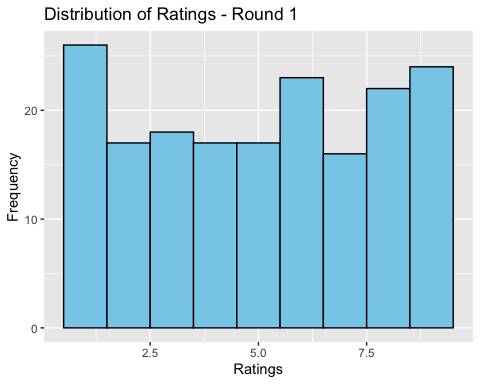 Distribution of Ratings - Round 1
Frequency
20
10
0
2.5 5.0 7.5
Ratings